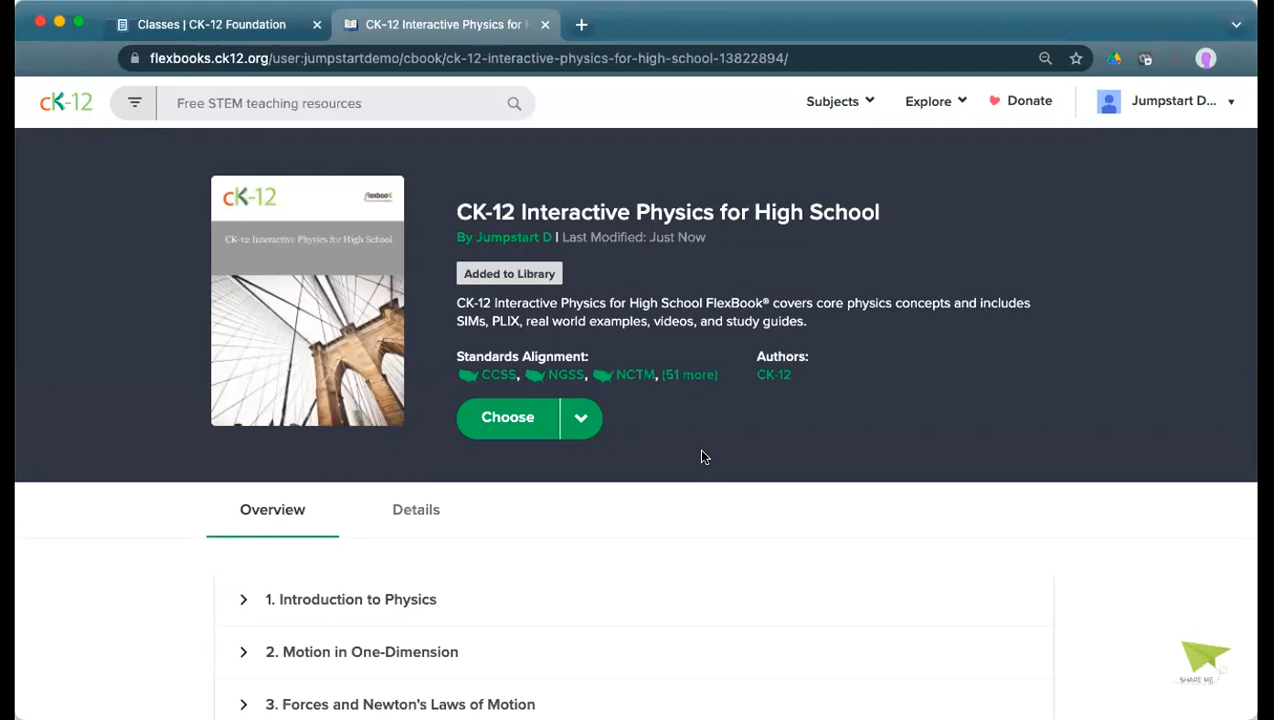 Classes | CK-12 Foundation
CK-12 Interactive Physics for H
flexbooks.ck12.org/user:jumpstartdemo/cbook/ck-12-interactive-physics-for-high-school-13822894/
cK-12
Free STEM teaching resources
Subjects
Explore
Donate
Jumpstart D...
cK-12
flexbook
CK-12 Interactive Physics for High School
CK-12 Interactive Physics for High School
By Jumpstart D | Last Modified: Just Now
Added to Library
CK-12 Interactive Physics for High School FlexBook® covers core physics concepts and includes
SIMs, PLIX, real world examples, videos, and study guides.
Standards Alignment:
CCSS, NGSS, NCTM, (51 more)
Authors:
CK-12
Choose
Overview
Details
1. Introduction to Physics
2. Motion in One-Dimension
3. Forces and Newton's Laws of Motion
SHARE ME